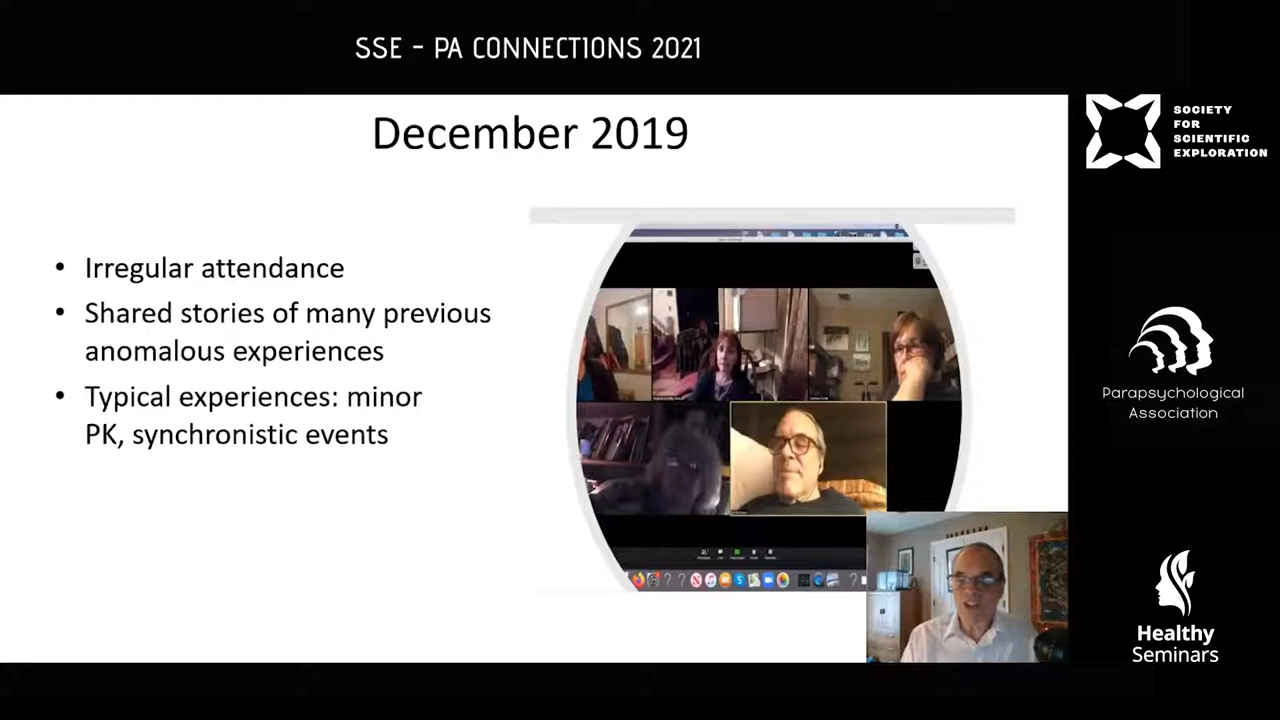 SSE - PA CONNECTIONS 2021
December 2019
• Irregular attendance
• Shared stories of many previous
anomalous experiences
• Typical experiences: minor
PK, synchronistic events
SOCIETY
FOR
SCIENTIFIC
EXPLORATION
Parapsychological
Association
Healthy
Seminars